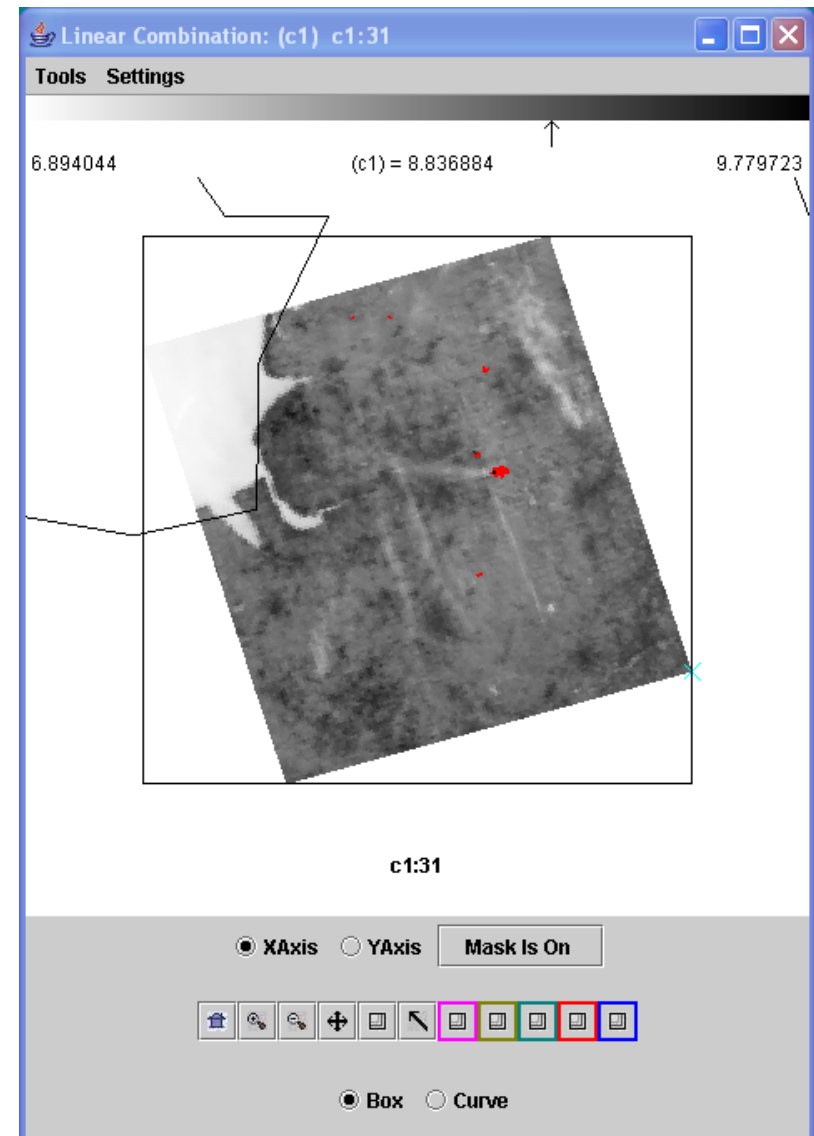 Linear Combination: (c1) c1:31
Tools Settings
6.894044 (c1) = 8.836884 9.779723
c1:31
XAxis YAxis Mask Is On
Box Curve